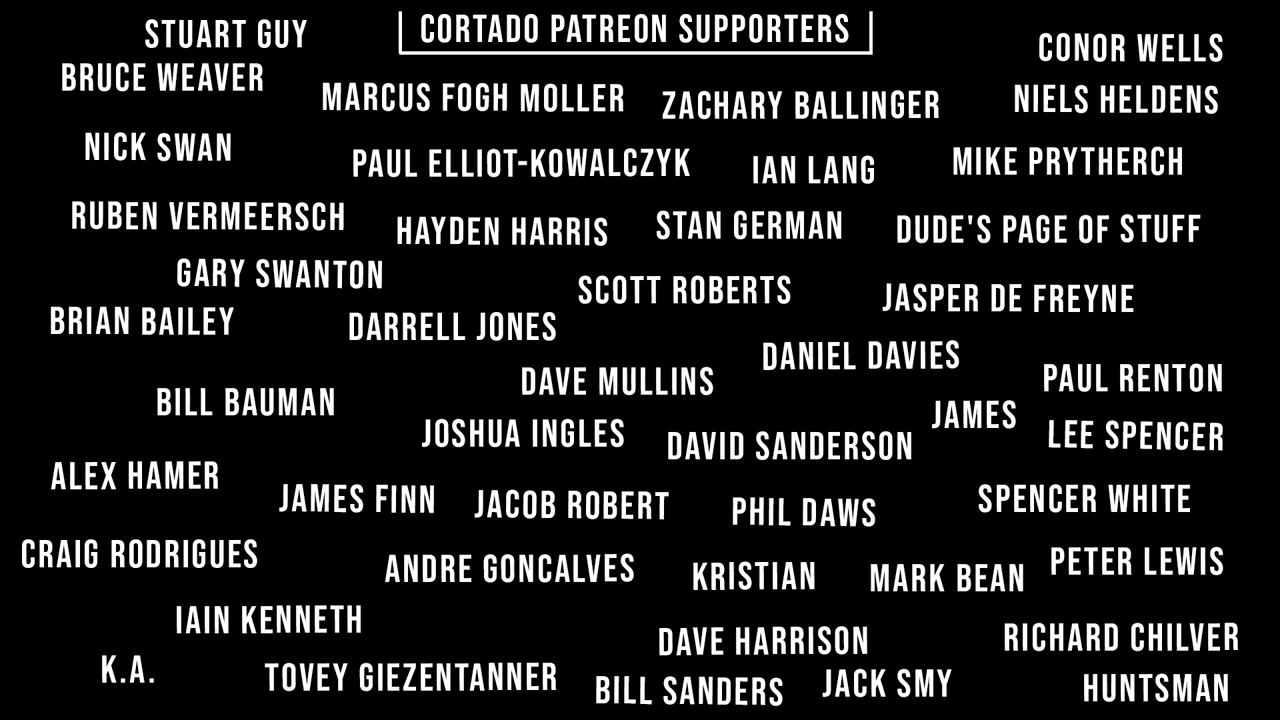 CORTADO PATREON SUPPORTERS
STUART GUY
CONOR WELLS
BRUCE WEAVER
MARCUS FOGH MOLLER
ZACHARY BALLINGER
NIELS HELDENS
NICK SWAN
PAUL ELLIOT-KOWALCZYK
IAN LANG
MIKE PRYTHERCH
RUBEN VERMEERSCH
HAYDEN HARRIS
STAN GERMAN
DUDE'S PAGE OF STUFF
GARY SWANTON
SCOTT ROBERTS
JASPER DE FREYNE
BRIAN BAILEY
DARRELL JONES
DANIEL DAVIES
DAVE MULLINS
PAUL RENTON
BILL BAUMAN
JAMES
JOSHUA INGLES
DAVID SANDERSON
LEE SPENCER
ALEX HAMER
JAMES FINN
JACOB ROBERT
PHIL DAWS
SPENCER WHITE
CRAIG RODRIGUES
ANDRE GONCALVES
KRISTIAN
MARK BEAN
PETER LEWIS
IAIN KENNETH
DAVE HARRISON
RICHARD CHILVER
K.A.
TOVEY GIEZENTANNER
BILL SANDERS
JACK SMY
HUNTSMAN